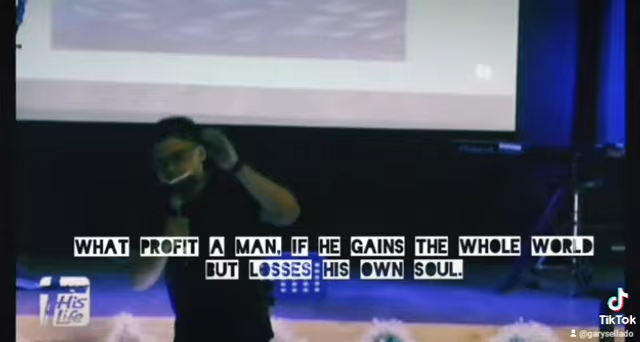 WHAT PROFIT A MAN, IF HE GAINS THE WHOLE WORLD
BUT LOSSES HIS OWN SOUL.
His
Life
TikTok
@garysellado